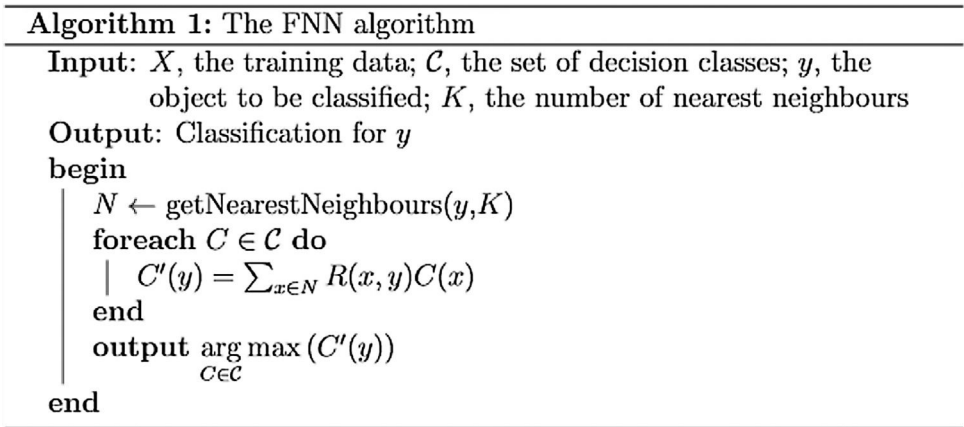 Algorithm 1: The FNN algorithm
Input: X, the training data; 𝒞, the set of decision classes; y, the
object to be classified; K, the number of nearest neighbours
Output: Classification for y
begin
N ← getNearestNeighbours(y,K)
foreach C ∈ 𝒞 do
C′(y) = ∑x∈N R(x, y)C(x)
end
output arg max (C′(y))
C∈𝒞
end